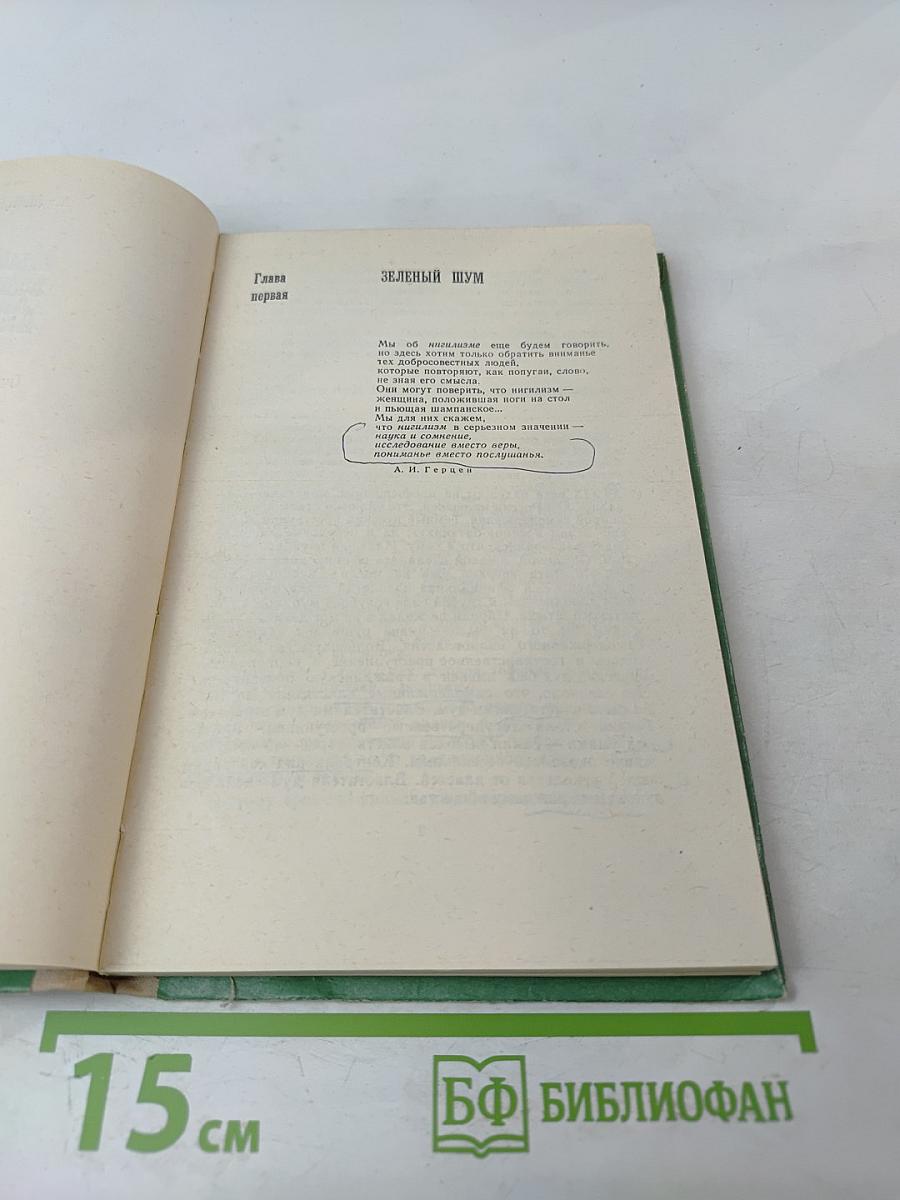 Глава
первая
ЗЕЛЕНЫЙ ШУМ
Мы об нигилизме еще будем говорить,
но здесь хотим только обратить вниманье
тех добросовестных людей,
которые повторяют, как попугаи, слово,
не зная его смысла.
Они могут поверить, что нигилизм —
женщина, положившая ноги на стол
и пьющая шампанское...
Мы для них скажем,
что нигилизм в серьезном значении —
наука и сомнение,
исследование вместо веры,
пониманье вместо послушанья.
А. И. Герцен
15 см
БФ БИБЛИОФАН